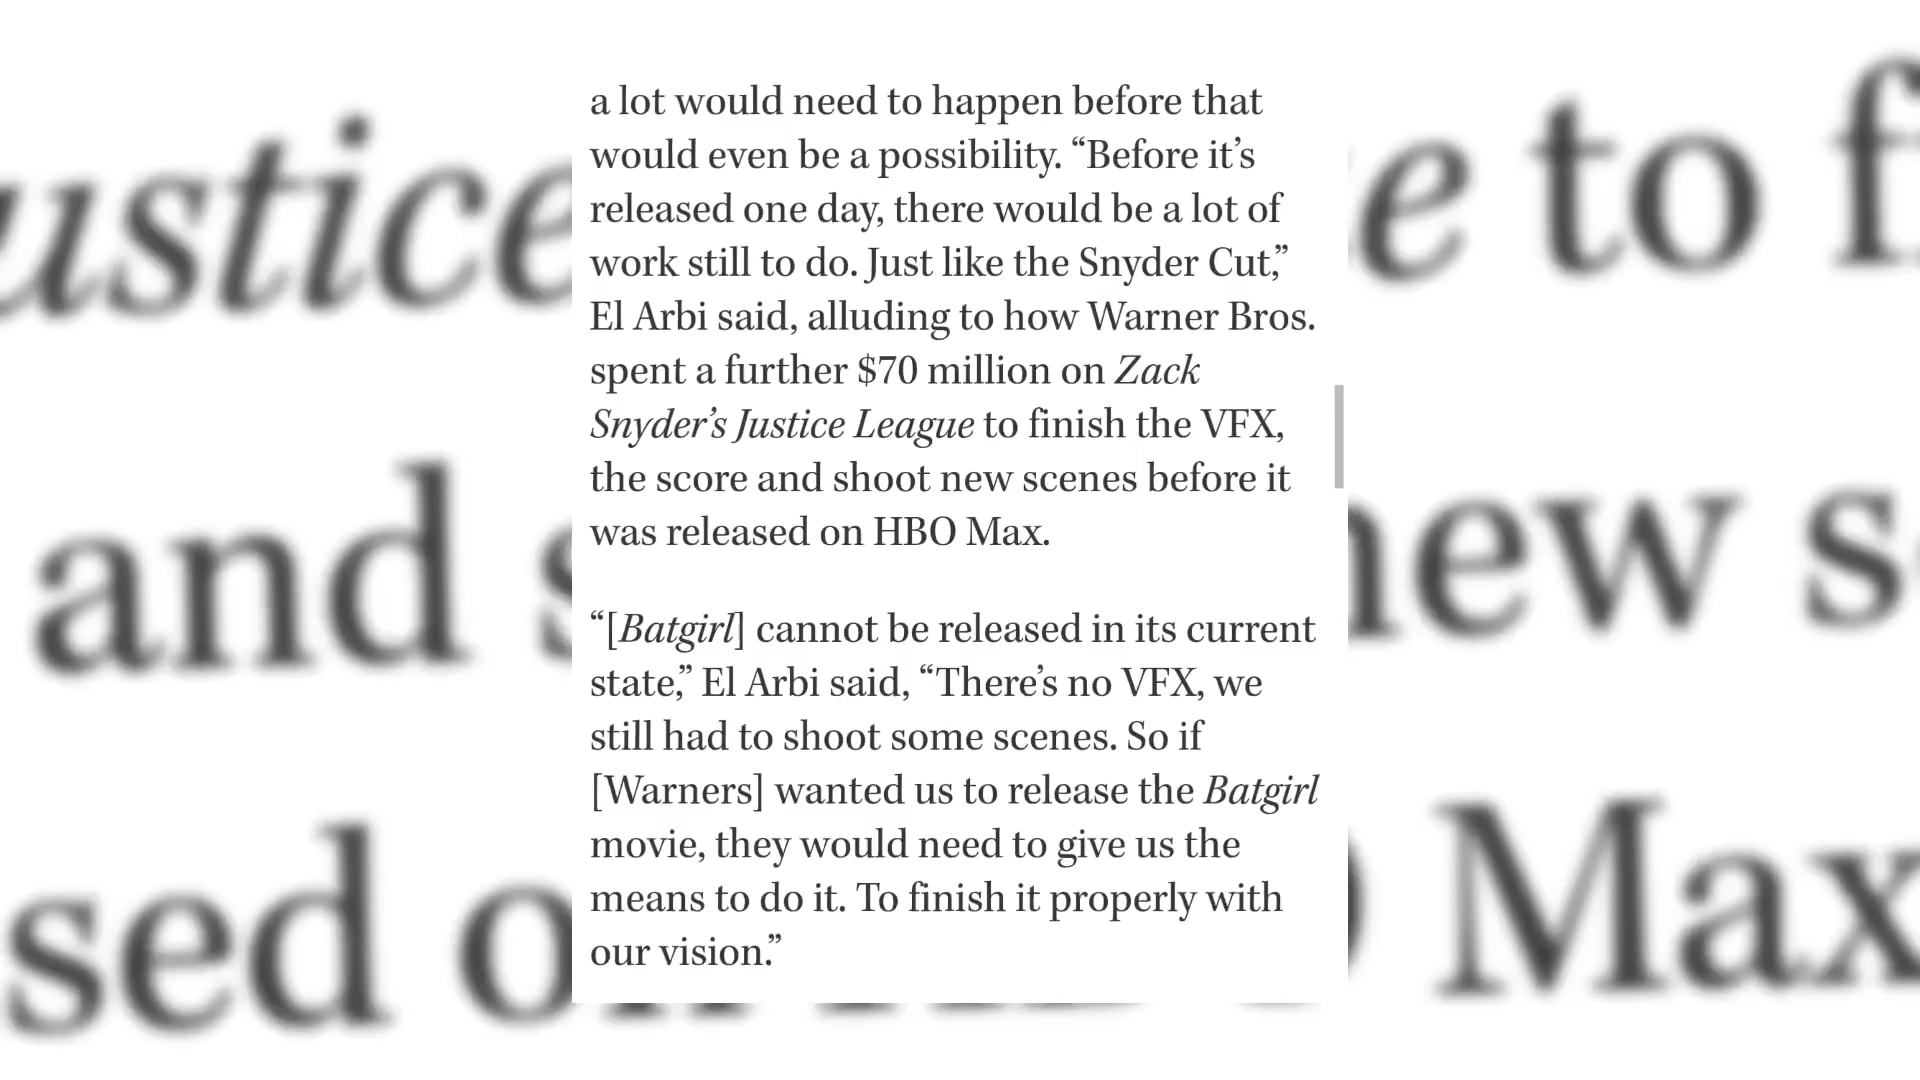 a lot would need to happen before that
would even be a possibility. “Before it’s
released one day, there would be a lot of
work still to do. Just like the Snyder Cut,”
El Arbi said, alluding to how Warner Bros.
spent a further $70 million on Zack
Snyder’s Justice League to finish the VFX,
the score and shoot new scenes before it
was released on HBO Max.
“[Batgirl] cannot be released in its current
state,” El Arbi said, “There’s no VFX, we
still had to shoot some scenes. So if
[Warners] wanted us to release the Batgirl
movie, they would need to give us the
means to do it. To finish it properly with
our vision.”